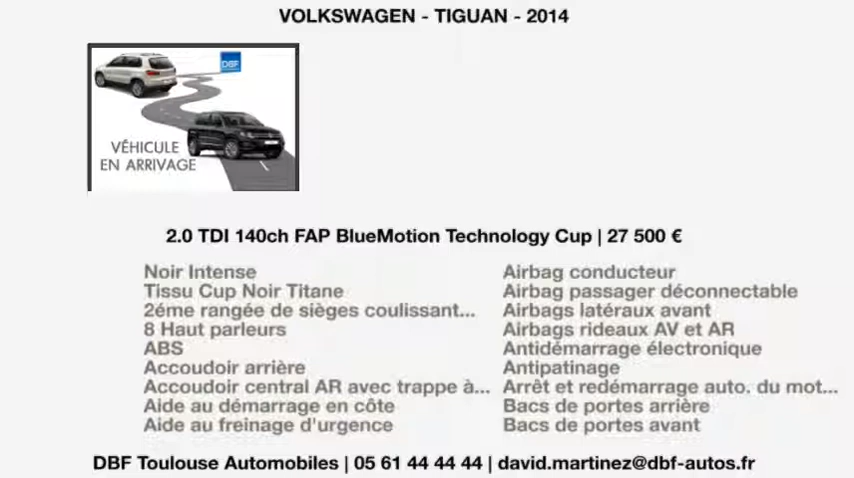 VOLKSWAGEN - TIGUAN - 2014
DBF
VÉHICULE
EN ARRIVAGE
2.0 TDI 140ch FAP BlueMotion Technology Cup | 27 500 €
Noir Intense
Tissu Cup Noir Titane
2éme rangée de sièges coulissant...
8 Haut parleurs
ABS
Accoudoir arrière
Accoudoir central AR avec trappe à...
Aide au démarrage en côte
Aide au freinage d'urgence
Airbag conducteur
Airbag passager déconnectable
Airbags latéraux avant
Airbags rideaux AV et AR
Antidémarrage électronique
Antipatinage
Arrêt et redémarrage auto. du mot...
Bacs de portes arrière
Bacs de portes avant
DBF Toulouse Automobiles | 05 61 44 44 44 | david.martinez@dbf-autos.fr